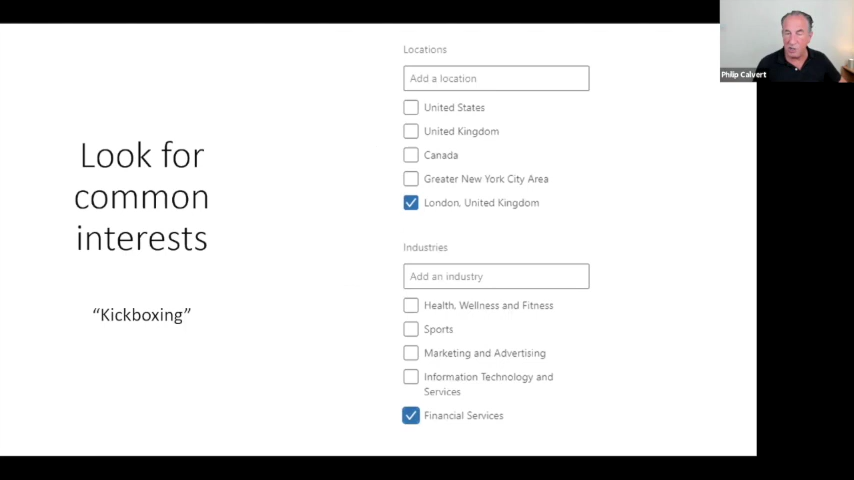 Look for
common
interests
“Kickboxing”
Locations
Add a location
United States
United Kingdom
Canada
Greater New York City Area
London, United Kingdom
Industries
Add an industry
Health, Wellness and Fitness
Sports
Marketing and Advertising
Information Technology and
Services
Financial Services
Philip Calvert